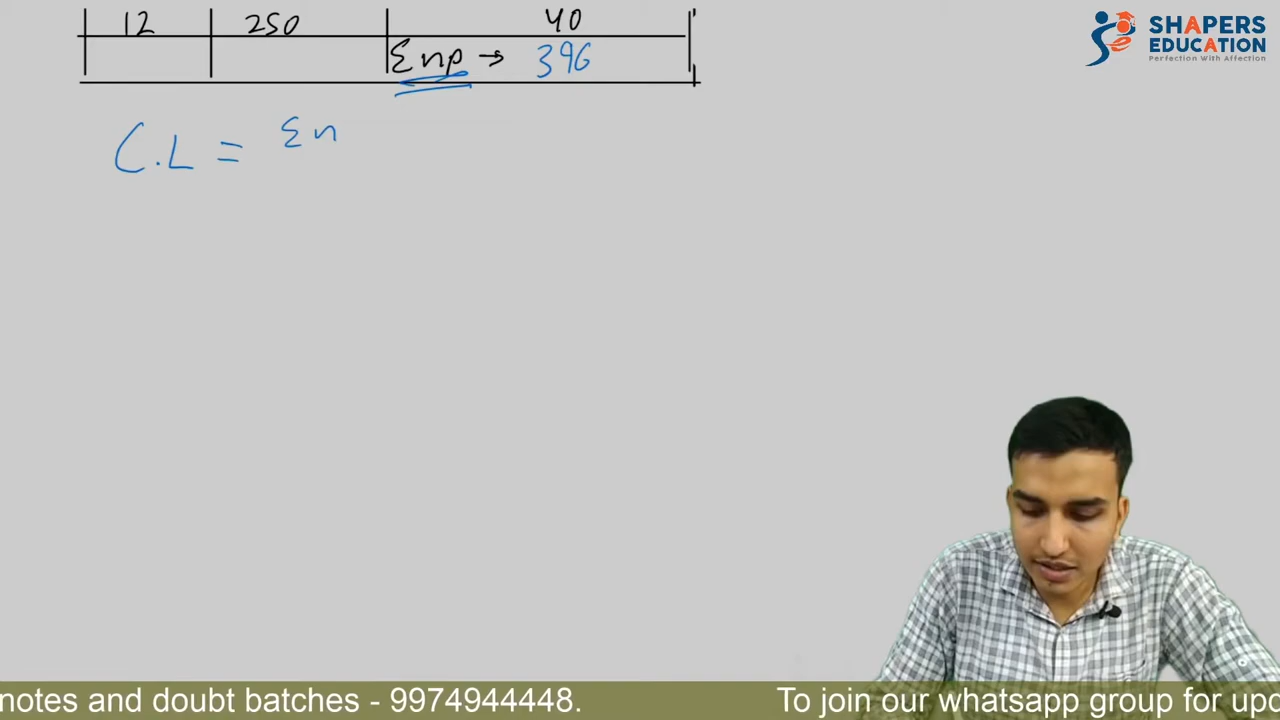 12 250 40
Σnp → 396
C.L = Σn
SHAPERS
EDUCATION
Perfection With Affection
notes and doubt batches - 9974944448. To join our whatsapp group for upd